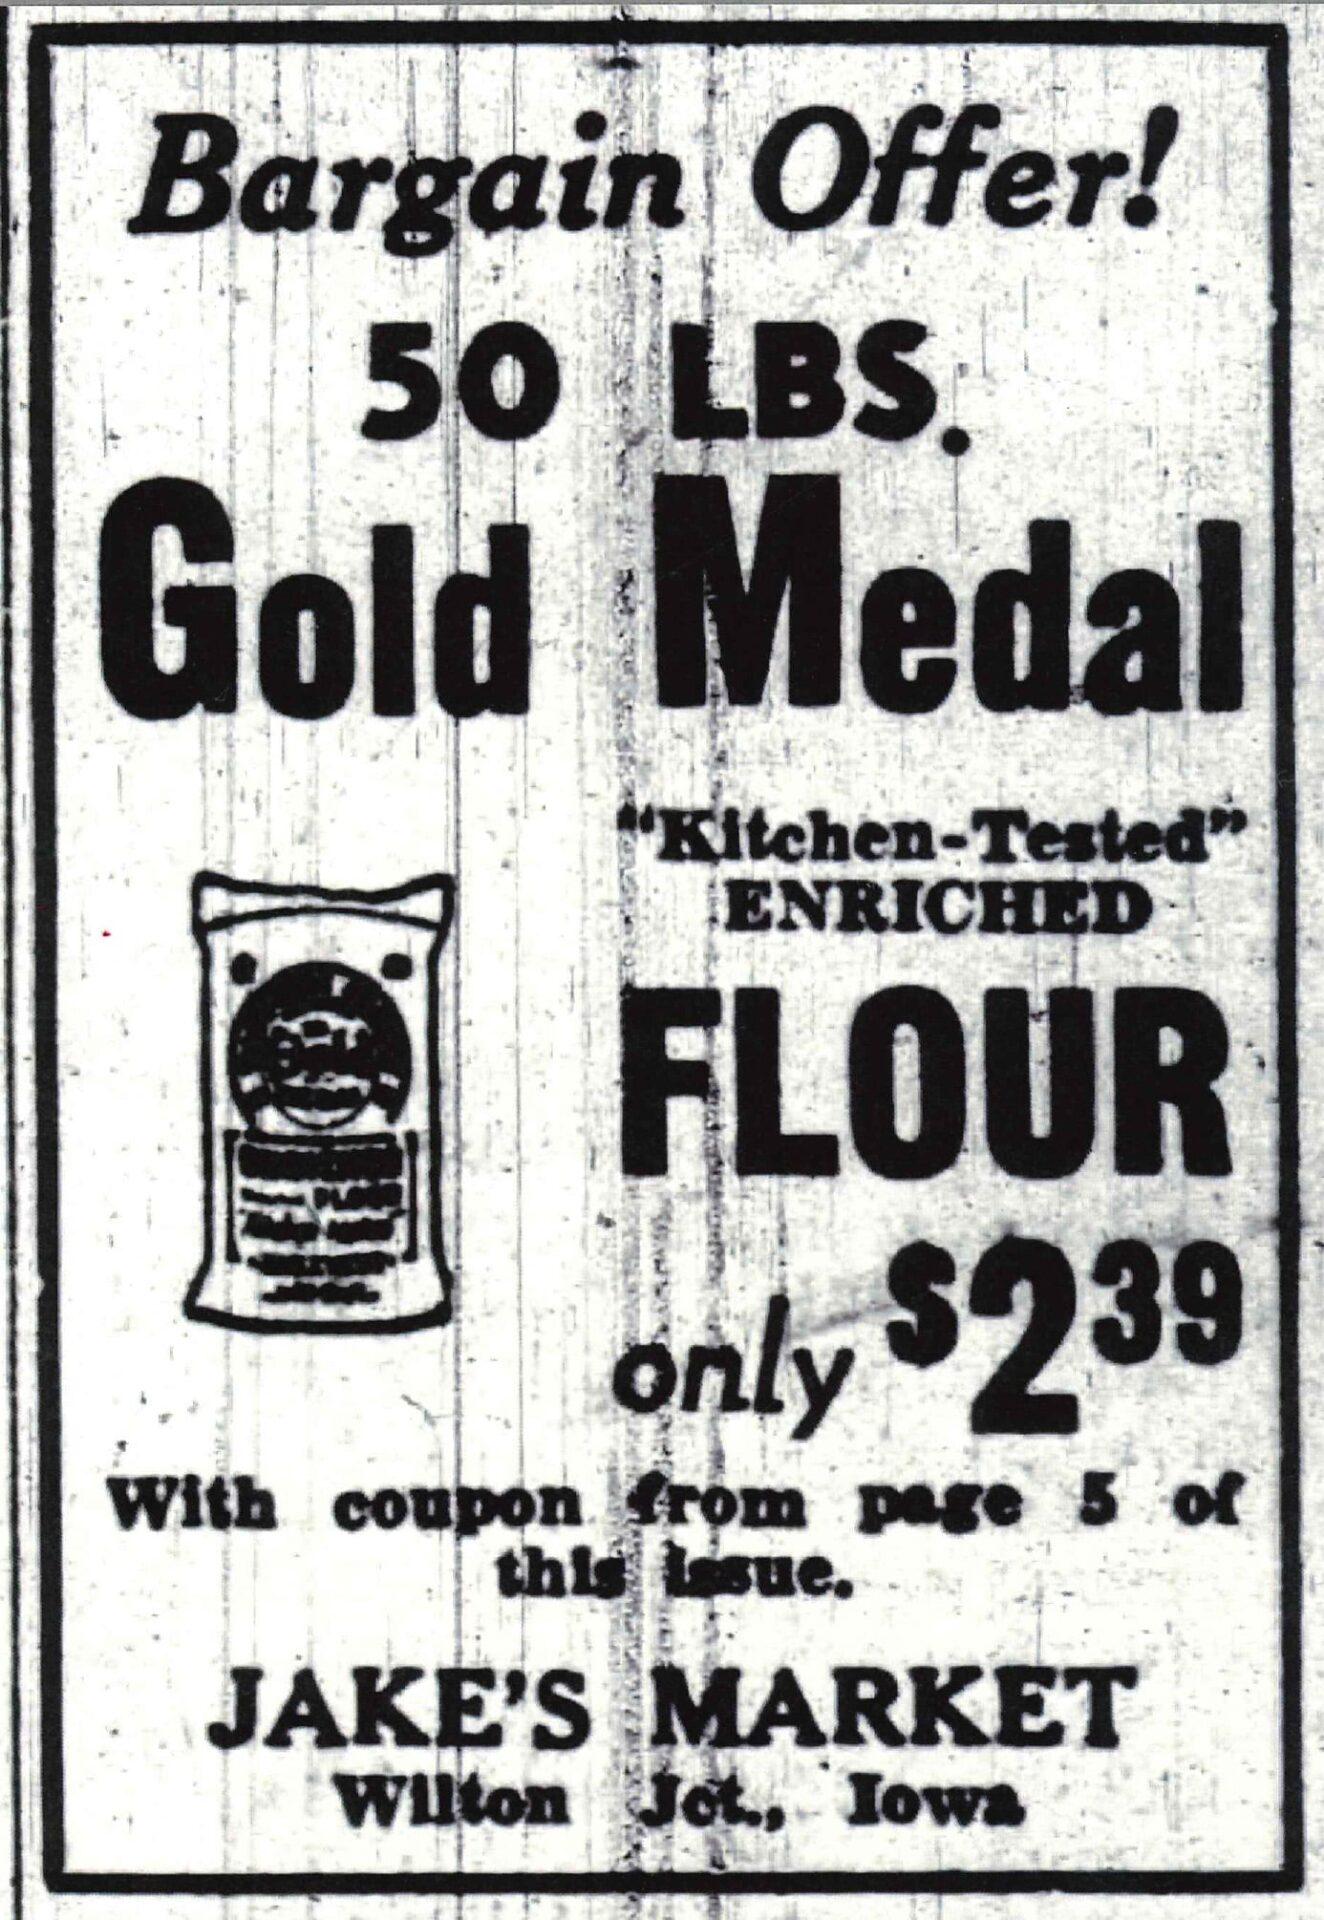 Bargain Offer!
50 LBS.
Gold Medal
"Kitchen-Tested"
ENRICHED
FLOUR
only $2 39
With coupon from page 5 of
this issue.
JAKE'S MARKET
Wilton Jct., Iowa
FLOUR